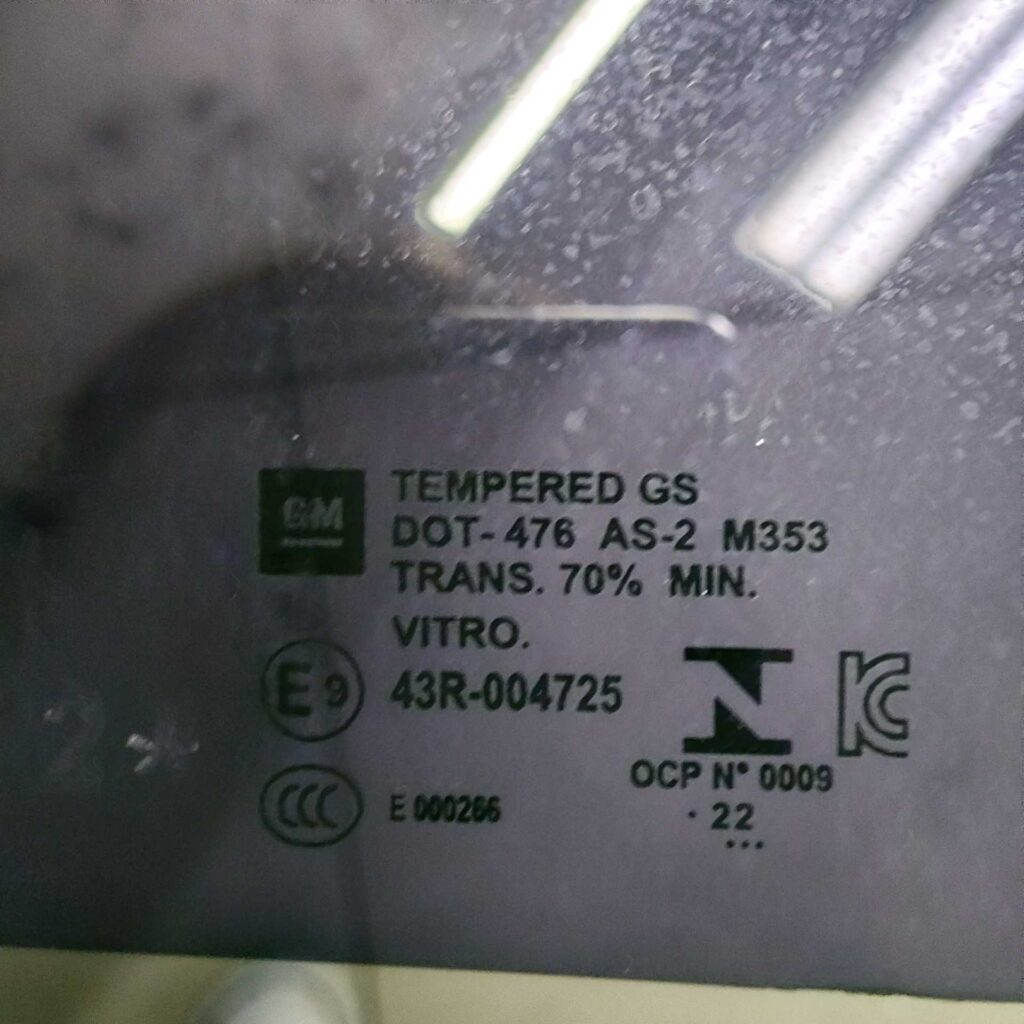 GM
TEMPERED GS
DOT-476 AS-2 M353
TRANS. 70% MIN.
VITRO.
E9
43R-004725
KC
OCP N° 0009
CCC
E 000266
. 22
...